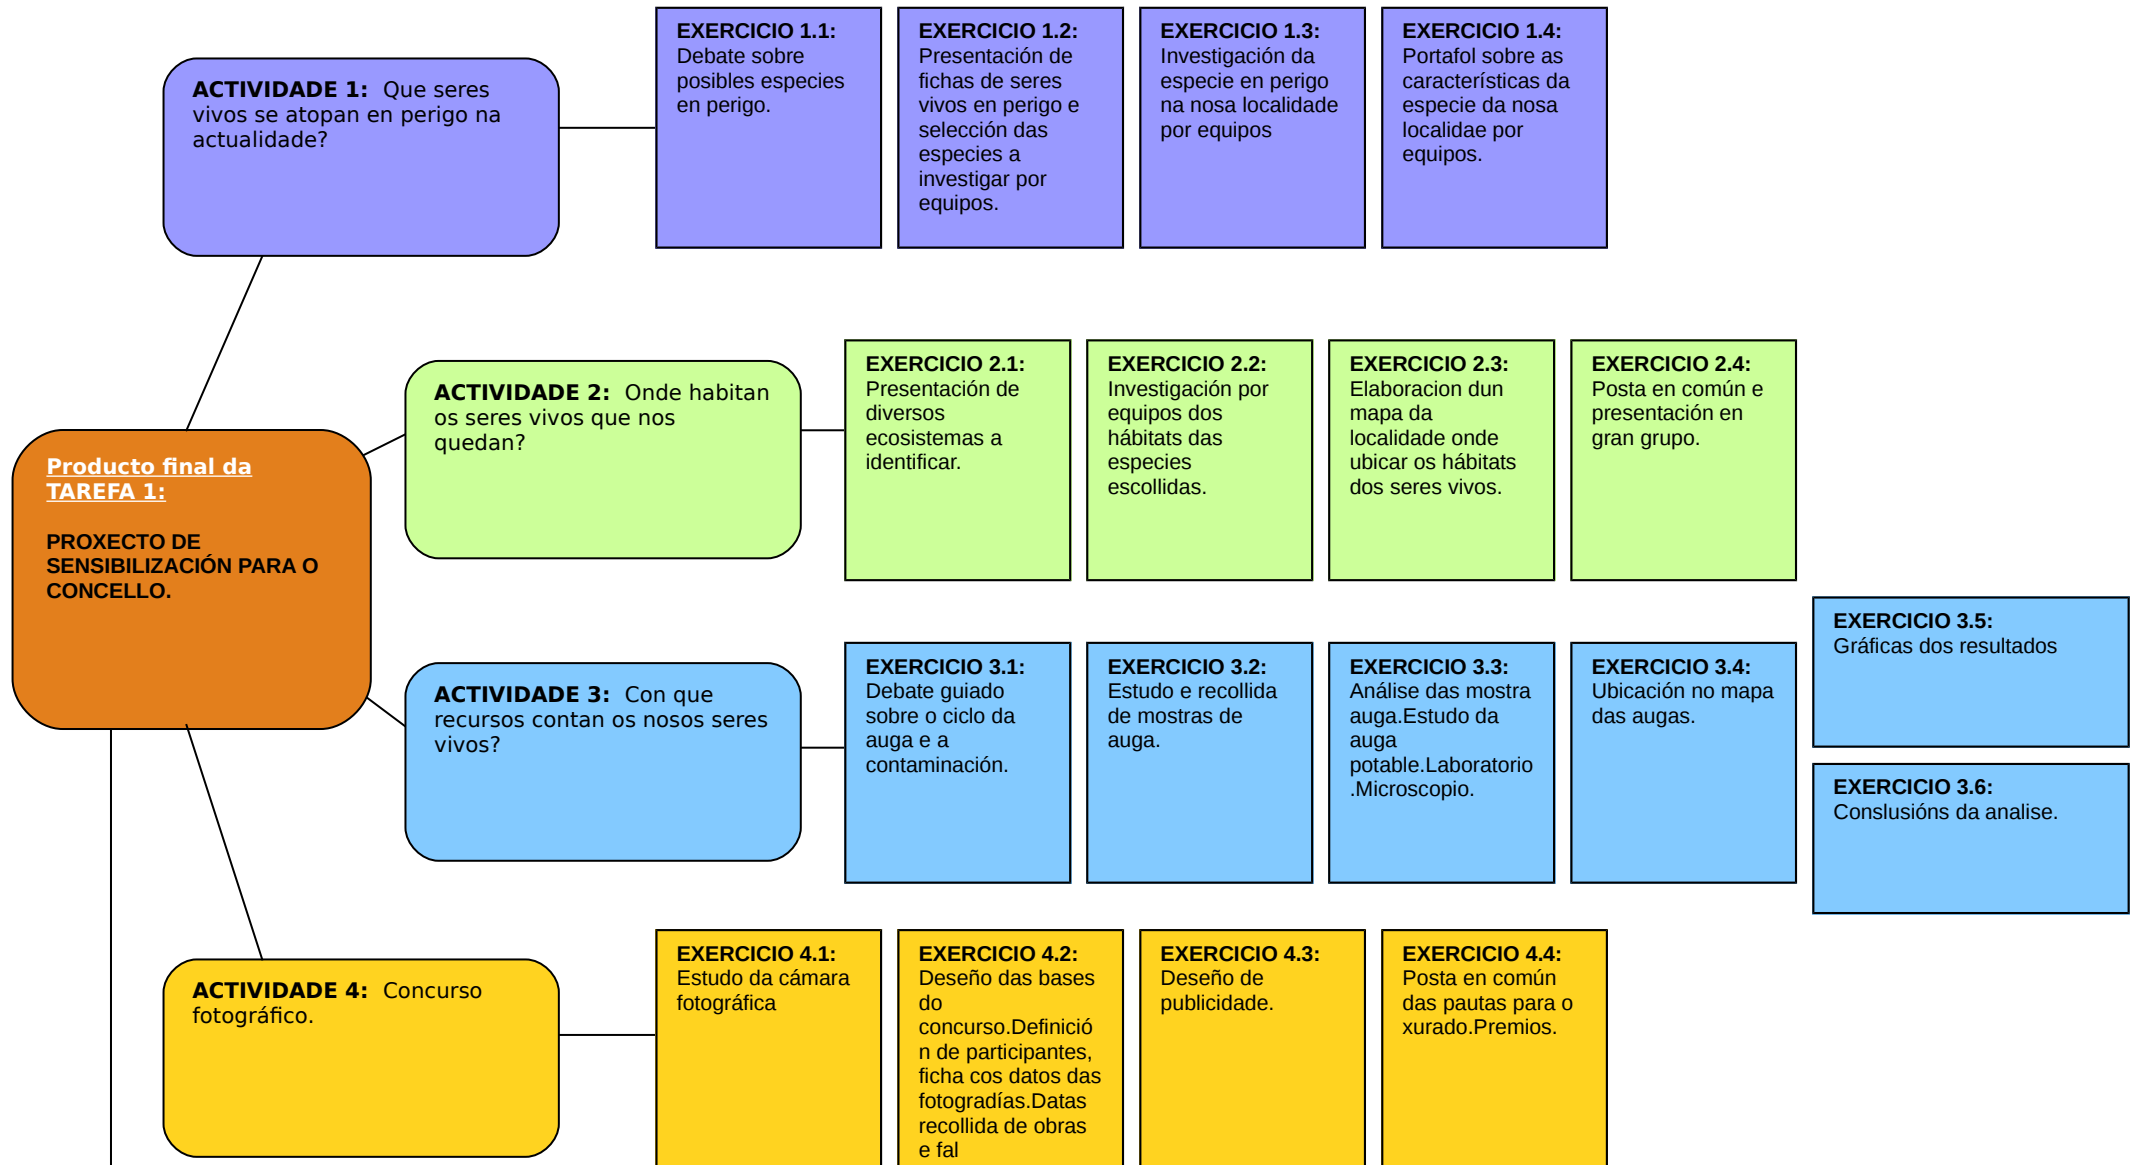 ACTIVIDADE 1: Que seres
vivos se atopan en perigo na
actualidade?
EXERCICIO 1.1:
Debate sobre
posibles especies
en perigo.
EXERCICIO 1.2:
Presentación de
fichas de seres
vivos en perigo e
selección das
especies a
investigar por
equipos.
EXERCICIO 1.3:
Investigación da
especie en perigo
na nosa localidade
por equipos
EXERCICIO 1.4:
Portafol sobre as
características da
especie da nosa
localidae por
equipos.
Producto final da
TAREFA 1:
PROXECTO DE
SENSIBILIZACIÓN PARA O
CONCELLO.
ACTIVIDADE 2: Onde habitan
os seres vivos que nos
quedan?
EXERCICIO 2.1:
Presentación de
diversos
ecosistemas a
identificar.
EXERCICIO 2.2:
Investigación por
equipos dos
hábitats das
especies
escollidas.
EXERCICIO 2.3:
Elaboracion dun
mapa da
localidade onde
ubicar os hábitats
dos seres vivos.
EXERCICIO 2.4:
Posta en común e
presentación en
gran grupo.
ACTIVIDADE 3: Con que
recursos contan os nosos seres
vivos?
EXERCICIO 3.1:
Debate guiado
sobre o ciclo da
auga e a
contaminación.
EXERCICIO 3.2:
Estudo e recollida
de mostras de
auga.
EXERCICIO 3.3:
Análise das mostra
auga.Estudo da
auga
potable.Laboratorio
.Microscopio.
EXERCICIO 3.4:
Ubicación no mapa
das augas.
EXERCICIO 3.5:
Gráficas dos resultados
EXERCICIO 3.6:
Conslusións da analise.
ACTIVIDADE 4: Concurso
fotográfico.
EXERCICIO 4.1:
Estudo da cámara
fotográfica
EXERCICIO 4.2:
Deseño das bases
do
concurso.Definició
n de participantes,
ficha cos datos das
fotogradías.Datas
recollida de obras
e fal
EXERCICIO 4.3:
Deseño de
publicidade.
EXERCICIO 4.4:
Posta en común
das pautas para o
xurado.Premios.